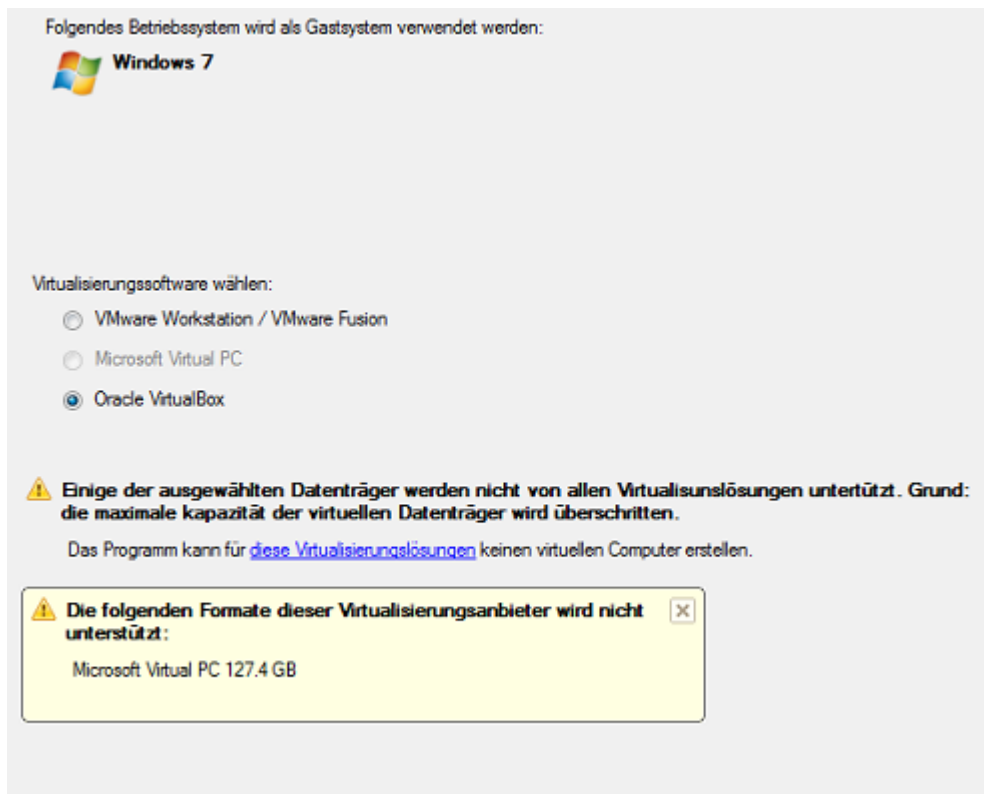 Folgendes Betriebssystem wird als Gastsystem verwendet werden:
Windows 7
Virtualisierungssoftware wählen:
VMware Workstation / VMware Fusion
Microsoft Virtual PC
Oracle VirtualBox
Einige der ausgewählten Datenträger werden nicht von allen Virtualisunslösungen untertützt. Grund:
die maximale kapazität der virtuellen Datenträger wird überschritten.
Das Programm kann für diese Virtualisierungslösungen keinen virtuellen Computer erstellen.
Die folgenden Formate dieser Virtualisierungsanbieter wird nicht
unterstützt:
Microsoft Virtual PC 127.4 GB